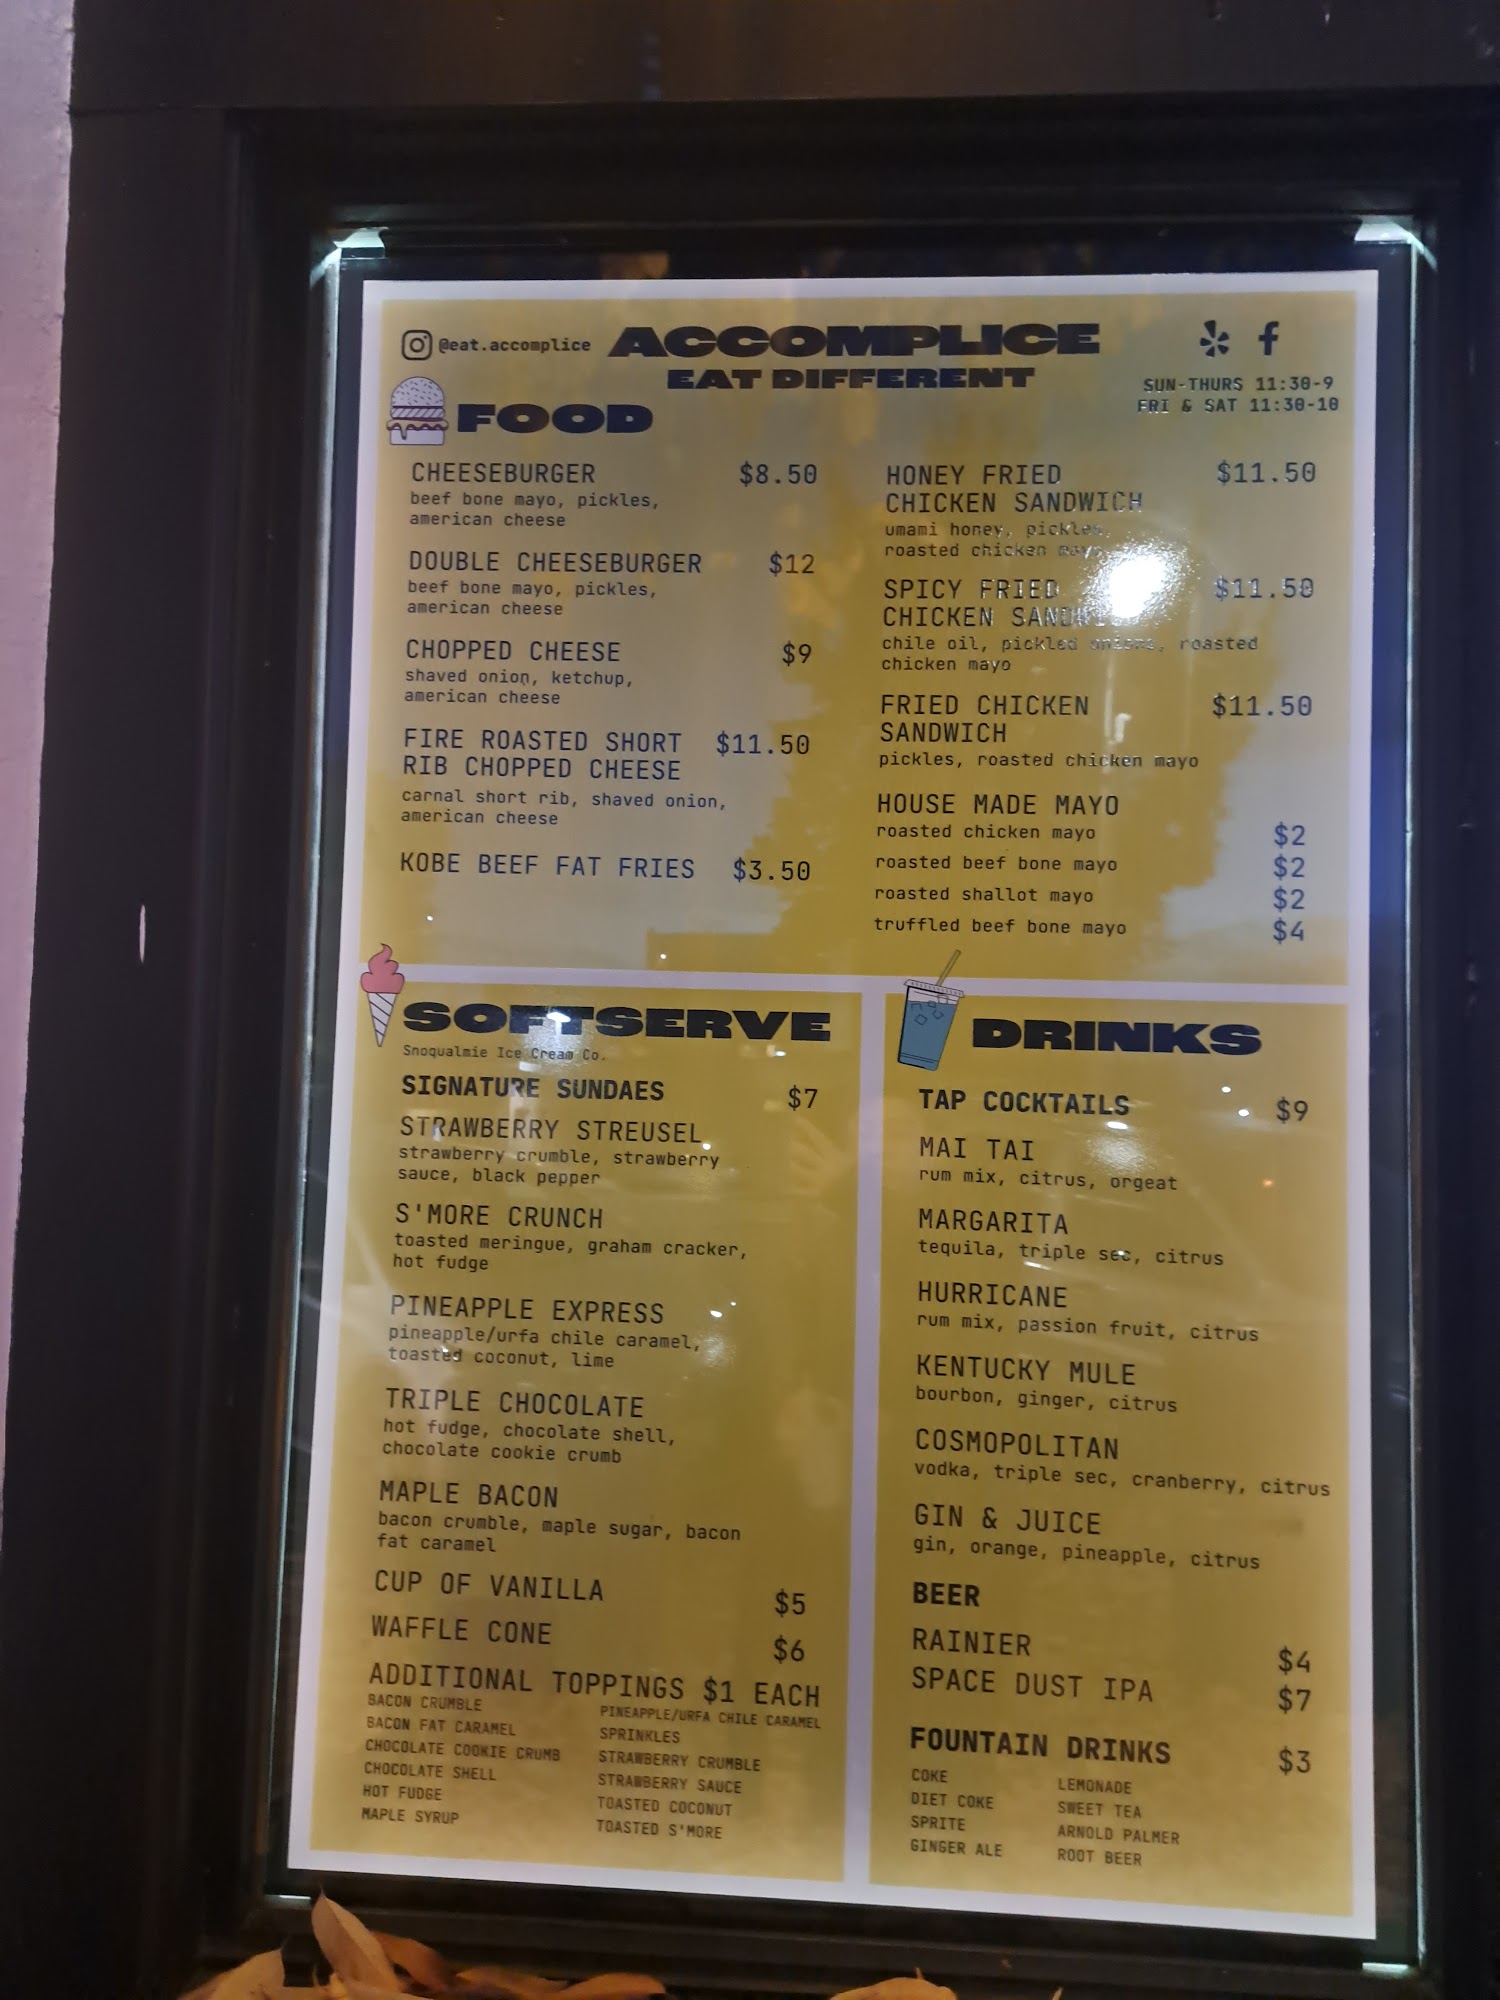 @eat.accomplice
ACCOMPLICE
EAT DIFFERENT
SUN-THURS 11:30-9
FRI & SAT 11:30-10
FOOD
CHEESEBURGER $8.50
beef bone mayo, pickles,
american cheese
DOUBLE CHEESEBURGER $12
beef bone mayo, pickles,
american cheese
CHOPPED CHEESE $9
shaved onion, ketchup,
american cheese
FIRE ROASTED SHORT $11.50
RIB CHOPPED CHEESE
carnal short rib, shaved onion,
american cheese
KOBE BEEF FAT FRIES $3.50
HONEY FRIED $11.50
CHICKEN SANDWICH
umami honey, pickles,
roasted chicken mayo
SPICY FRIED $11.50
CHICKEN SANDWICH
chile oil, pickled onions, roasted
chicken mayo
FRIED CHICKEN $11.50
SANDWICH
pickles, roasted chicken mayo
HOUSE MADE MAYO
roasted chicken mayo $2
roasted beef bone mayo $2
roasted shallot mayo $2
truffled beef bone mayo $4
SOFTSERVE
Snoqualmie Ice Cream Co.
SIGNATURE SUNDAES $7
STRAWBERRY STREUSEL
strawberry crumble, strawberry
sauce, black pepper
S'MORE CRUNCH
toasted meringue, graham cracker,
hot fudge
PINEAPPLE EXPRESS
pineapple/urfa chile caramel,
toasted coconut, lime
TRIPLE CHOCOLATE
hot fudge, chocolate shell,
chocolate cookie crumb
MAPLE BACON
bacon crumble, maple sugar, bacon
fat caramel
CUP OF VANILLA $5
WAFFLE CONE $6
ADDITIONAL TOPPINGS $1 EACH
BACON CRUMBLE
BACON FAT CARAMEL
CHOCOLATE COOKIE CRUMB
CHOCOLATE SHELL
HOT FUDGE
MAPLE SYRUP
PINEAPPLE/URFA CHILE CARAMEL
SPRINKLES
STRAWBERRY CRUMBLE
STRAWBERRY SAUCE
TOASTED COCONUT
TOASTED S'MORE
DRINKS
TAP COCKTAILS $9
MAI TAI
rum mix, citrus, orgeat
MARGARITA
tequila, triple sec, citrus
HURRICANE
rum mix, passion fruit, citrus
KENTUCKY MULE
bourbon, ginger, citrus
COSMOPOLITAN
vodka, triple sec, cranberry, citrus
GIN & JUICE
gin, orange, pineapple, citrus
BEER
RAINIER $4
SPACE DUST IPA $7
FOUNTAIN DRINKS $3
COKE
DIET COKE
SPRITE
GINGER ALE
LEMONADE
SWEET TEA
ARNOLD PALMER
ROOT BEER